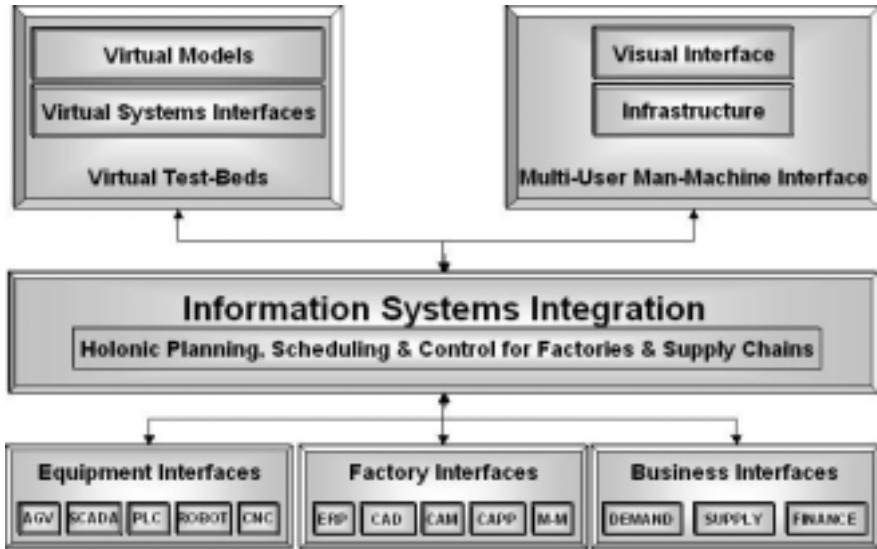 Virtual Models
Virtual Systems Interfaces
Virtual Test-Beds
Visual Interface
Infrastructure
Multi-User Man-Machine Interface
Information Systems Integration
Holonic Planning, Scheduling & Control for Factories & Supply Chains
Equipment Interfaces
AGV SCADA PLC ROBOT CNC
Factory Interfaces
ERP CAD CAM CAPP M-M
Business Interfaces
DEMAND SUPPLY FINANCE